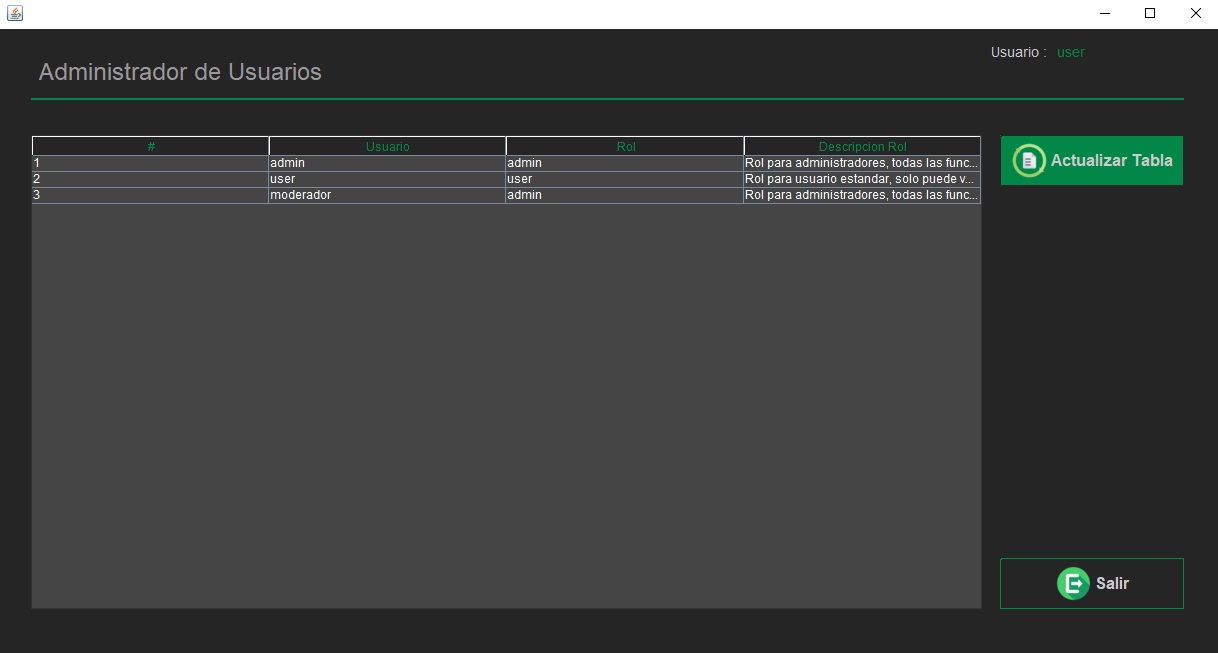 Usuario : user
Administrador de Usuarios
# Usuario Rol Descripcion Rol
1 admin admin Rol para administradores, todas las func...
2 user user Rol para usuario estandar, solo puede v...
3 moderador admin Rol para administradores, todas las func...
Actualizar Tabla
Salir